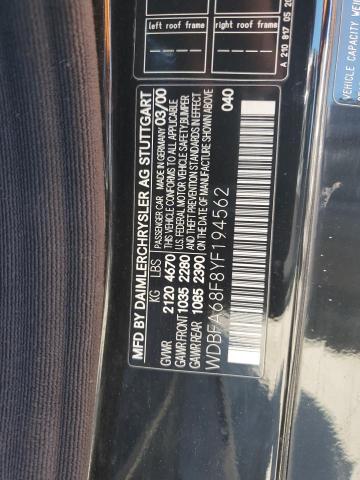 MFD BY DAIMLERCHRYSLER AG STUTTGART
KG LBS PASSENGER CAR MADE IN GERMANY 03/00
GVWR 2120 4670 THIS VEHICLE CONFORMS TO ALL APPLICABLE
GAWR FRONT 1035 2280 U.S. FEDERAL MOTOR VEHICLE SAFETY, BUMPER
GAWR REAR 1085 2390 AND THEFT PREVENTION STANDARDS IN EFFECT
ON THE DATE OF MANUFACTURE SHOWN ABOVE
WDBFA68F8YF194562
040
left roof frame
right roof frame
A 210 817 05 20
VEHICLE CAPACITY WEI